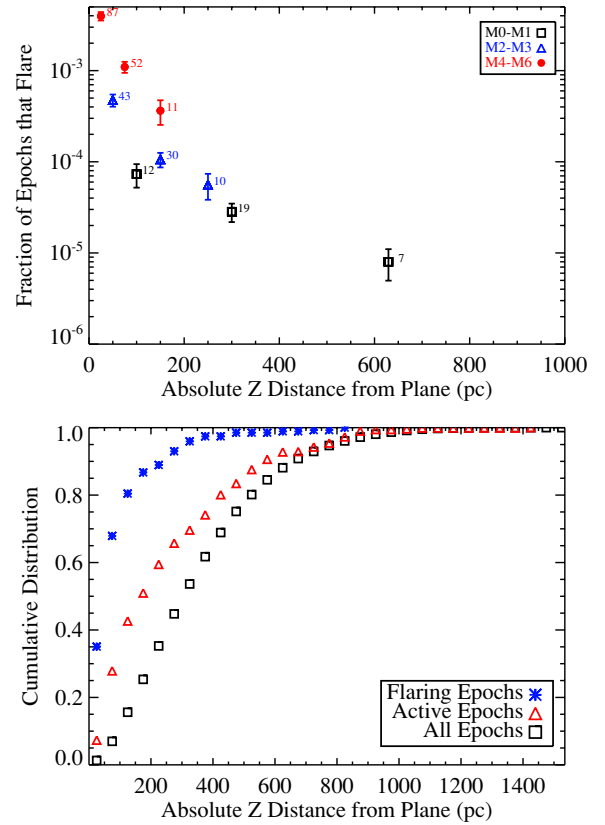 87
52
11
43
30
10
12
19
7
M0-M1
M2-M3
M4-M6
10^-3
10^-4
10^-5
10^-6
Fraction of Epochs that Flare
0 200 400 600 800 1000
Absolute Z Distance from Plane (pc)
1.0
0.8
0.6
0.4
0.2
0.0
Cumulative Distribution
Flaring Epochs
Active Epochs
All Epochs
200 400 600 800 1000 1200 1400
Absolute Z Distance from Plane (pc)